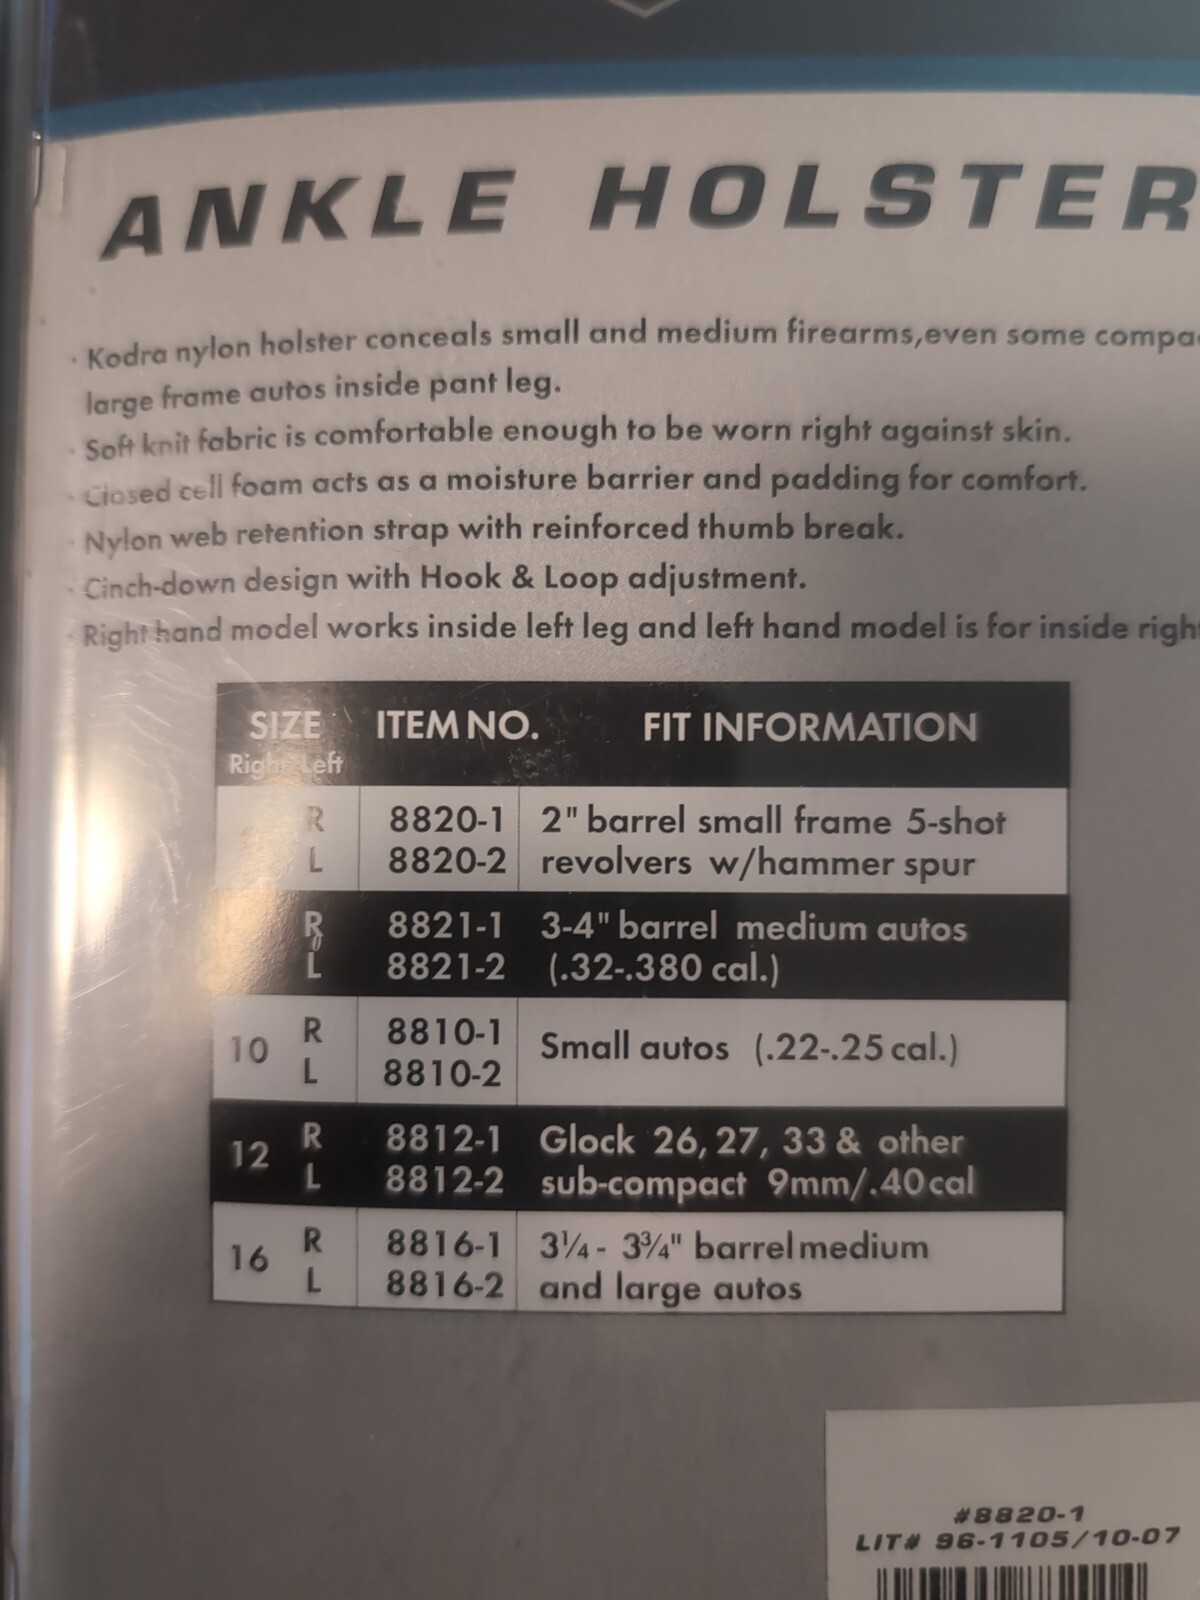 ANKLE HOLSTER
· Kodra nylon holster conceals small and medium firearms,even some
large frame autos inside pant leg.
· Soft knit fabric is comfortable enough to be worn right against skin.
· Closed cell foam acts as a moisture barrier and padding for comfort.
· Nylon web retention strap with reinforced thumb break.
· Cinch-down design with Hook & Loop adjustment.
· Right hand model works inside left leg and left hand model is for inside
SIZE ITEM NO. FIT INFORMATION
Right Left
R 8820-1 2" barrel small frame 5-shot
L 8820-2 revolvers w/hammer spur
R 8821-1 3-4" barrel medium autos
L 8821-2 (.32-.380 cal.)
10 R 8810-1 Small autos (.22-.25 cal.)
L 8810-2
12 R 8812-1 Glock 26, 27, 33 & other
L 8812-2 sub-compact 9mm/.40cal
16 R 8816-1 3¼ - 3¾" barrel medium
L 8816-2 and large autos
#8820-1
LIT# 96-1105/10-07